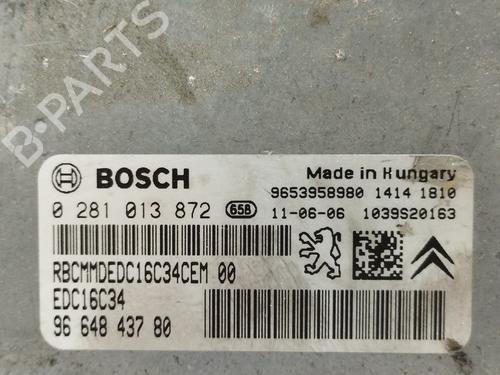 B-PARTS
BOSCH
Made in Hungary
9653958980 1414 1810
0 281 013 872 658 11-06-06 1039S20163
RBCMMDEDC16C34CEM 00
EDC16C34
96 648 437 80